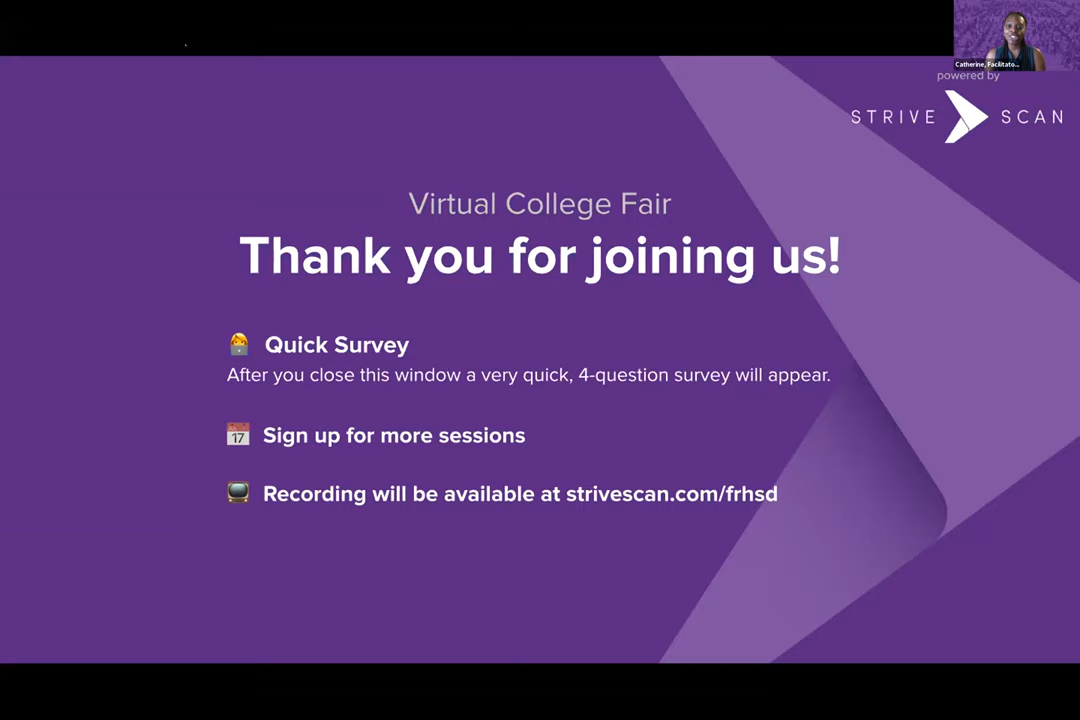 Catherine, Facilitato...
powered by
STRIVE SCAN
Virtual College Fair
Thank you for joining us!
Quick Survey
After you close this window a very quick, 4-question survey will appear.
17
Sign up for more sessions
Recording will be available at strivescan.com/frhsd